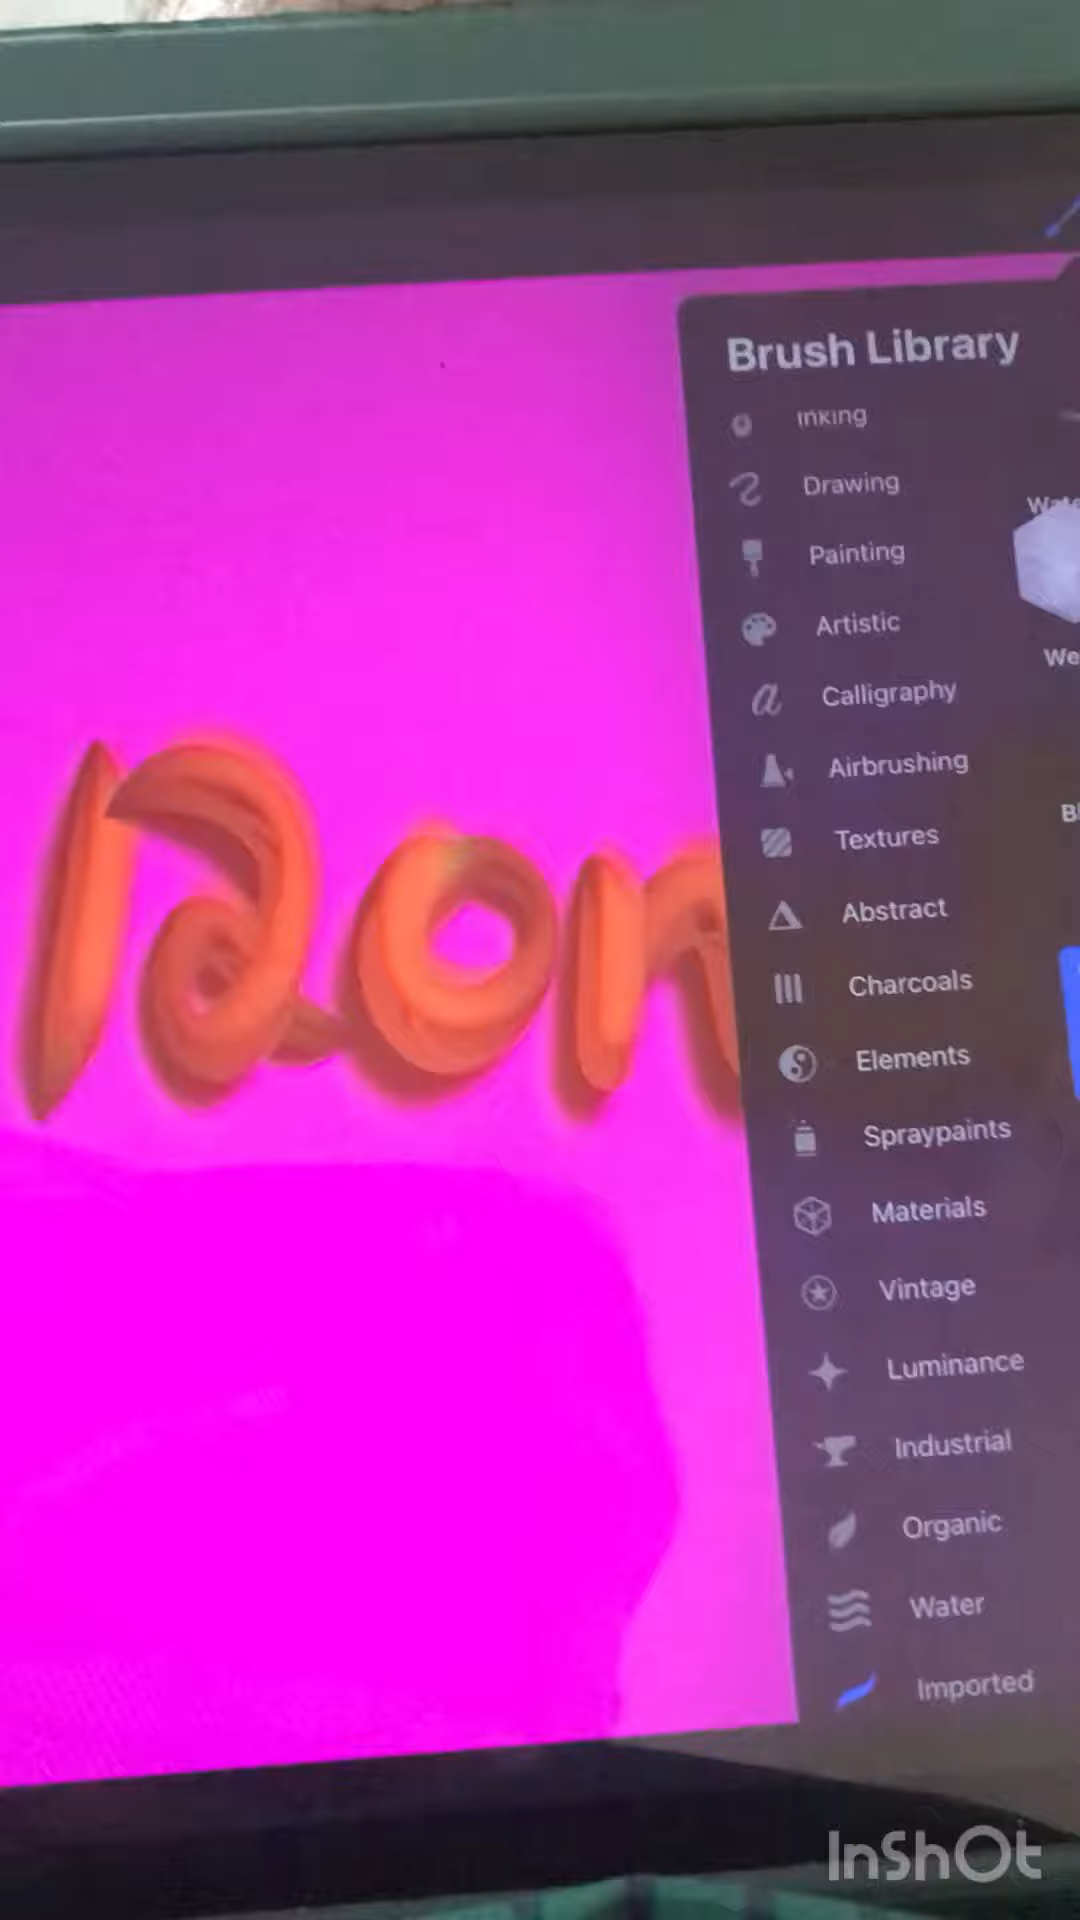 Brush Library
Inking
Drawing
Painting
Artistic
Calligraphy
Airbrushing
Textures
Abstract
Charcoals
Elements
Spraypaints
Materials
Vintage
Luminance
Industrial
Organic
Water
Imported
InShOt